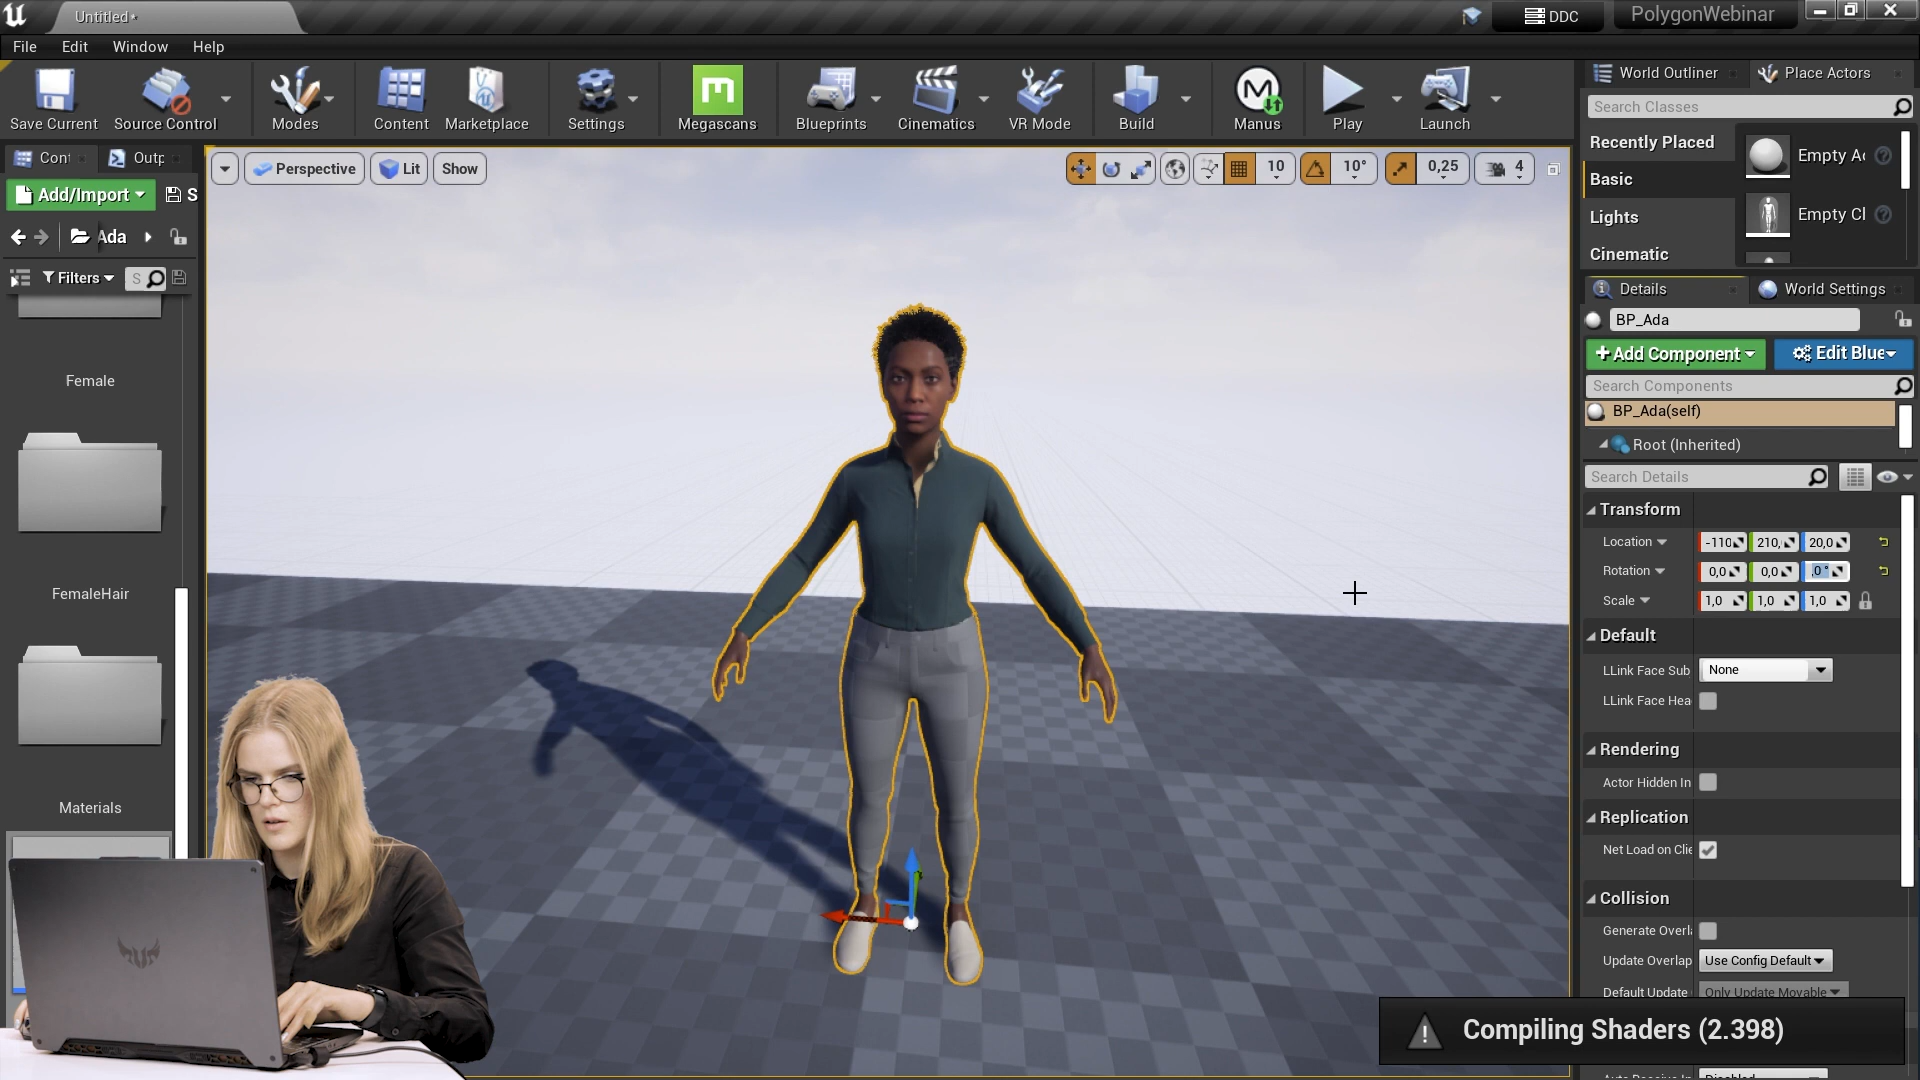 Untitled*
DDC
PolygonWebinar
File
Edit
Window
Help
Save Current
Source Control
Modes
Content
Marketplace
Settings
Megascans
Blueprints
Cinematics
VR Mode
Build
Manus
Play
Launch
World Outliner
Place Actors
Search Classes
Recently Placed
Basic
Lights
Cinematic
Empty Ac
Empty Cl
Cont
Outp
Add/Import
S
Ada
Filters
S
Perspective
Lit
Show
10
10°
0,25
4
Female
FemaleHair
Materials
Details
World Settings
BP_Ada
Add Component
Edit Blue
Search Components
BP_Ada(self)
Root (Inherited)
Search Details
Transform
Location
-110
210,
20,0
Rotation
0,0
0,0
,0°
Scale
1,0
1,0
1,0
Default
LLink Face Sub
None
LLink Face Hea
Rendering
Actor Hidden In
Replication
Net Load on Clie
Collision
Generate Overla
Update Overlap
Use Config Default
Default Update
Only Update Movable
Compiling Shaders (2.398)